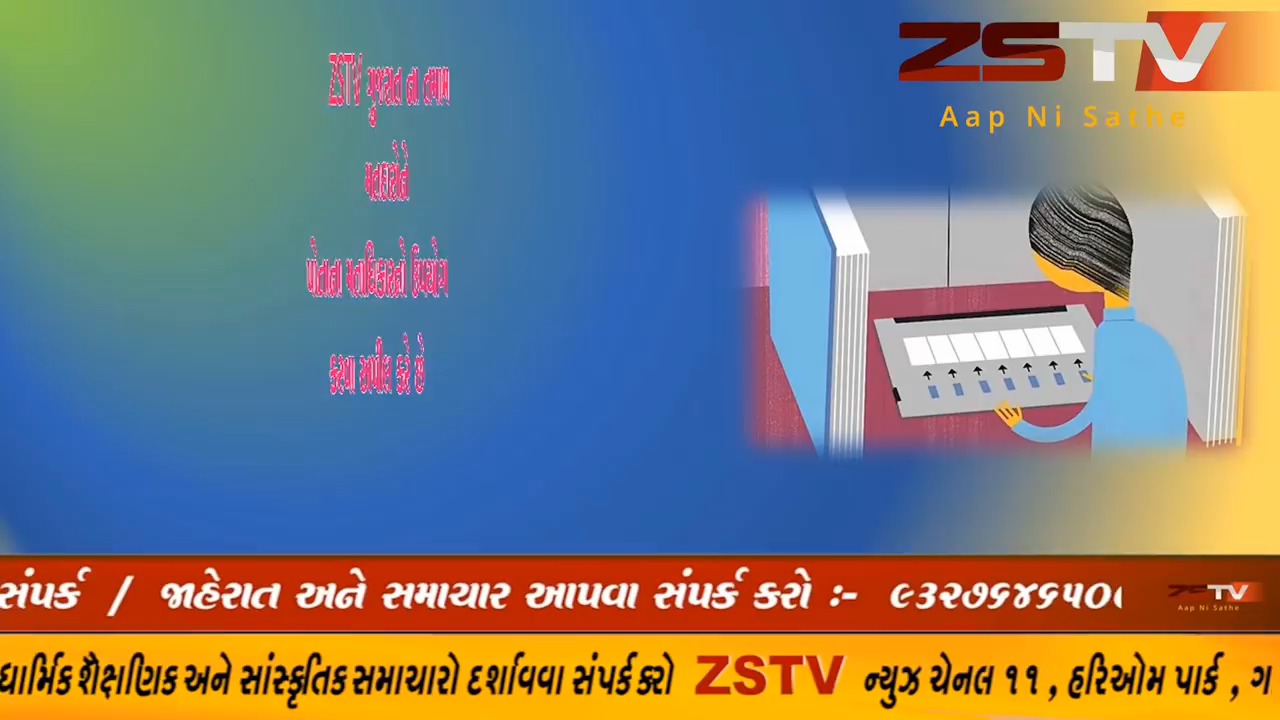 ZSTV
Aap Ni Sathe
ZSTV ગુજરાત ના તમામ
મતદારોને
પોતાના મતાધિકારનો ઉપયોગ
કરવા અપીલ કરે છે
સંપર્ક / જાહેરાત અને સમાચાર આપવા સંપર્ક કરો :- ૯૩૨૭૬૪૬૫૦
ZSTV
Aap Ni Sathe
ધાર્મિક શૈક્ષણિક અને સાંસ્કૃતિક સમાચારો દર્શાવવા સંપર્ક કરો ZSTV ન્યુઝ ચેનલ ૧૧ , હરિઓમ પાર્ક , ગ